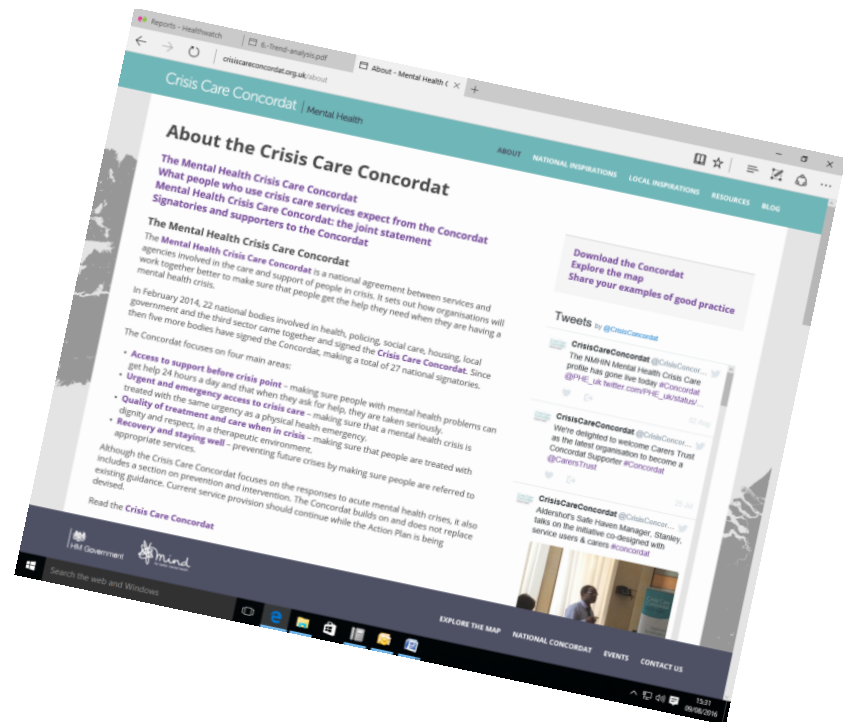 Reports - Healthwatch
6.-Trend-analysis.pdf
About - Mental Health C
crisiscareconcordat.org.uk/about
Crisis Care Concordat | Mental Health
ABOUT
NATIONAL INSPIRATIONS
LOCAL INSPIRATIONS
RESOURCES
BLOG
About the Crisis Care Concordat
The Mental Health Crisis Care Concordat
What people who use crisis care services expect from the Concordat
Mental Health Crisis Care Concordat: the joint statement
Signatories and supporters to the Concordat
The Mental Health Crisis Care Concordat
The Mental Health Crisis Care Concordat is a national agreement between services and
agencies involved in the care and support of people in crisis. It sets out how organisations will
work together better to make sure that people get the help they need when they are having a
mental health crisis.
In February 2014, 22 national bodies involved in health, policing, social care, housing, local
government and the third sector came together and signed the Crisis Care Concordat. Since
then five more bodies have signed the Concordat, making a total of 27 national signatories.
The Concordat focuses on four main areas:
• Access to support before crisis point – making sure people with mental health problems can
get help 24 hours a day and that when they ask for help, they are taken seriously.
• Urgent and emergency access to crisis care – making sure that a mental health crisis is
treated with the same urgency as a physical health emergency.
• Quality of treatment and care when in crisis – making sure that people are treated with
dignity and respect, in a therapeutic environment.
• Recovery and staying well – preventing future crises by making sure people are referred to
appropriate services.
Although the Crisis Care Concordat focuses on the responses to acute mental health crises, it also
includes a section on prevention and intervention. The Concordat builds on and does not replace
existing guidance. Current service provision should continue while the Action Plan is being
devised.
Read the Crisis Care Concordat
Download the Concordat
Explore the map
Share your examples of good practice
Tweets by @CrisisConcordat
CrisisCareConcordat @CrisisConcor...
The NMHIN Mental Health Crisis Care
profile has gone live today #Concordat
@PHE_uk twitter.com/PHE_uk/status/...
02 Aug
CrisisCareConcordat @CrisisConcor...
We're delighted to welcome Carers Trust
as the latest organisation to become a
Concordat Supporter #Concordat
@CarersTrust
CrisisCareConcordat @CrisisConcor...
Aldershot's Safe Haven Manager, Stanley,
talks on the initiative co-designed with
service users & carers #concordat
HM Government
mind
EXPLORE THE MAP
NATIONAL CONCORDAT
EVENTS
CONTACT US
Search the web and Windows
15:31
09/08/2016